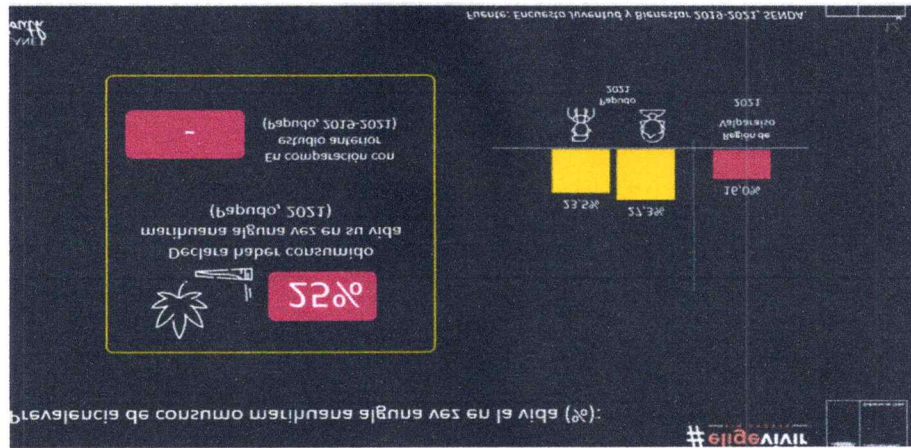 Prevalencia de consumo marihuana alguna vez en la vida (%):
#eligevivir
25%
Declara haber consumido
marihuana alguna vez en su vida
(Papudo, 2021)
-
En comparación con
estudio anterior
(Papudo, 2019-2021)
23,5%
27,3%
16,0%
Papudo
2021
Región de
Valparaíso
2021
Fuente: Encuesta Juventud y Bienestar 2019-2021, SENDA.